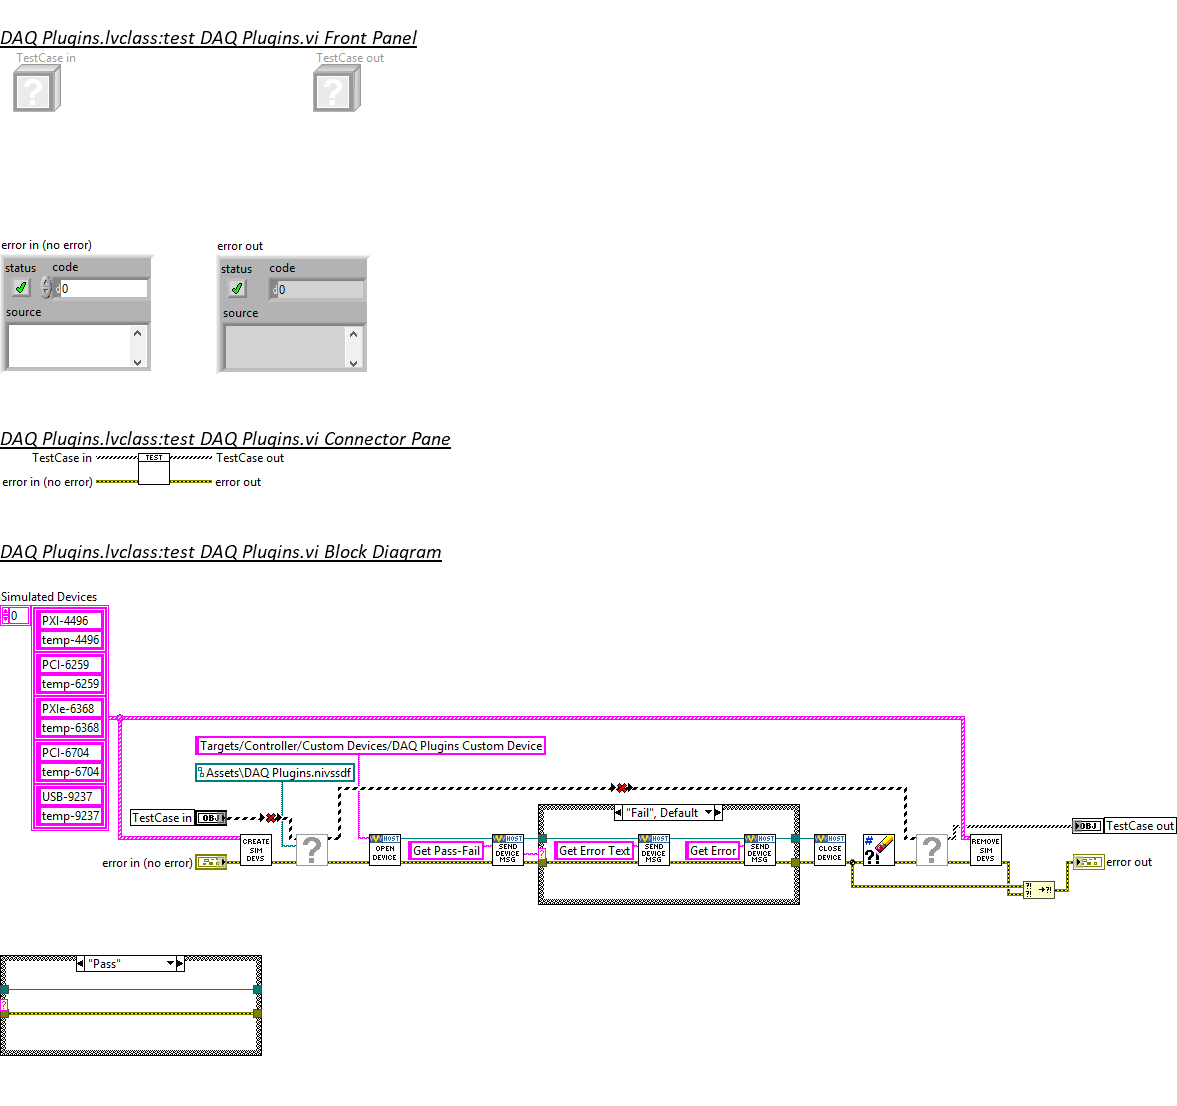 DAQ Plugins.lvclass:test DAQ Plugins.vi Front Panel
TestCase in
TestCase out
?
?
error in (no error)
error out
status
code
status
code
d
0
d
0
source
source
DAQ Plugins.lvclass:test DAQ Plugins.vi Connector Pane
TestCase in
TEST
TestCase out
error in (no error)
error out
DAQ Plugins.lvclass:test DAQ Plugins.vi Block Diagram
Simulated Devices
0
PXI-4496
temp-4496
PCI-6259
temp-6259
PXIe-6368
temp-6368
PCI-6704
temp-6704
USB-9237
temp-9237
Targets/Controller/Custom Devices/DAQ Plugins Custom Device
Assets\DAQ Plugins.nivssdf
TestCase in
OBJ
error in (no error)
CREATE
SIM
DEVS
?
HOST
OPEN
DEVICE
Get Pass-Fail
HOST
SEND
DEVICE
MSG
"Fail", Default
?
Get Error Text
HOST
SEND
DEVICE
MSG
Get Error
HOST
SEND
DEVICE
MSG
HOST
CLOSE
DEVICE
#
?!
?
REMOVE
SIM
DEVS
?!
?!
?!
OBJ
TestCase out
error out
"Pass"
?